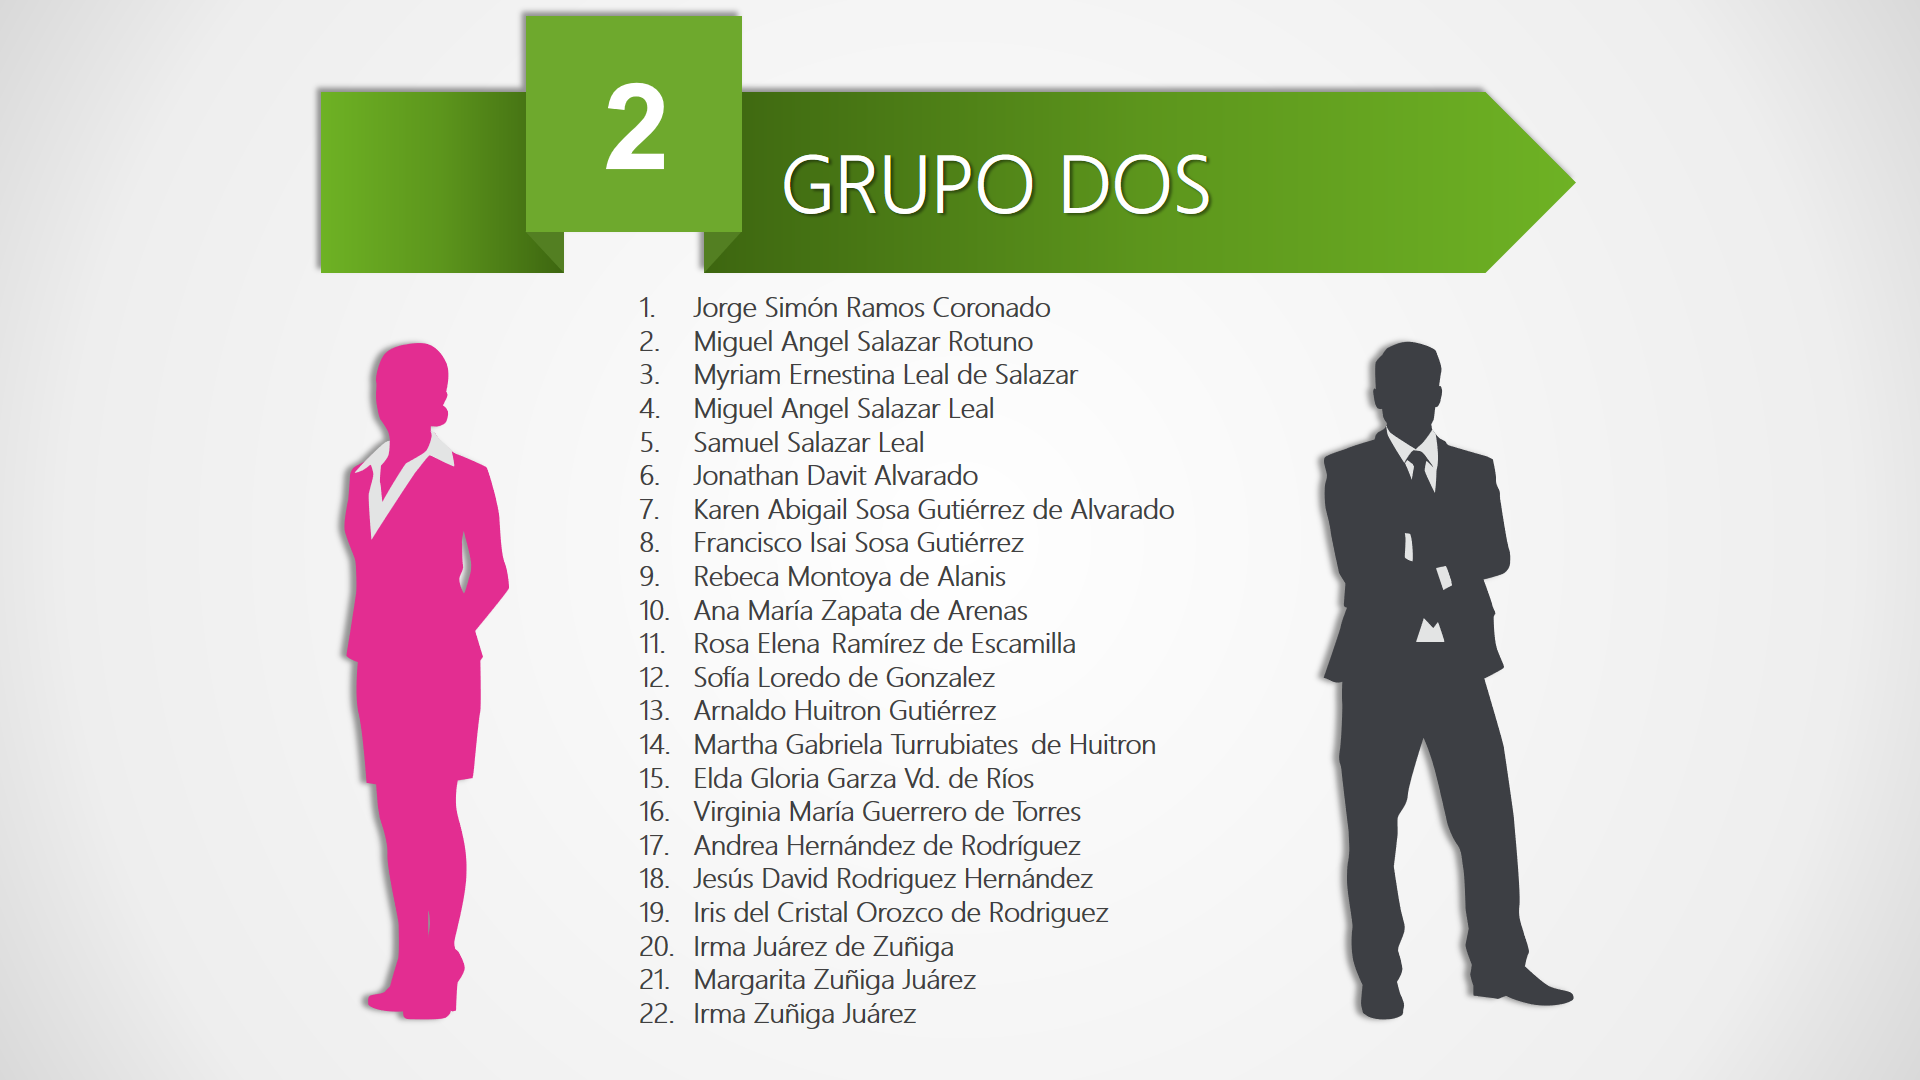 2
GRUPO DOS
1. Jorge Simón Ramos Coronado
2. Miguel Angel Salazar Rotuno
3. Myriam Ernestina Leal de Salazar
4. Miguel Angel Salazar Leal
5. Samuel Salazar Leal
6. Jonathan Davit Alvarado
7. Karen Abigail Sosa Gutiérrez de Alvarado
8. Francisco Isai Sosa Gutiérrez
9. Rebeca Montoya de Alanis
10. Ana María Zapata de Arenas
11. Rosa Elena Ramírez de Escamilla
12. Sofía Loredo de Gonzalez
13. Arnaldo Huitron Gutiérrez
14. Martha Gabriela Turrubiates de Huitron
15. Elda Gloria Garza Vd. de Ríos
16. Virginia María Guerrero de Torres
17. Andrea Hernández de Rodríguez
18. Jesús David Rodriguez Hernández
19. Iris del Cristal Orozco de Rodriguez
20. Irma Juárez de Zuñiga
21. Margarita Zuñiga Juárez
22. Irma Zuñiga Juárez